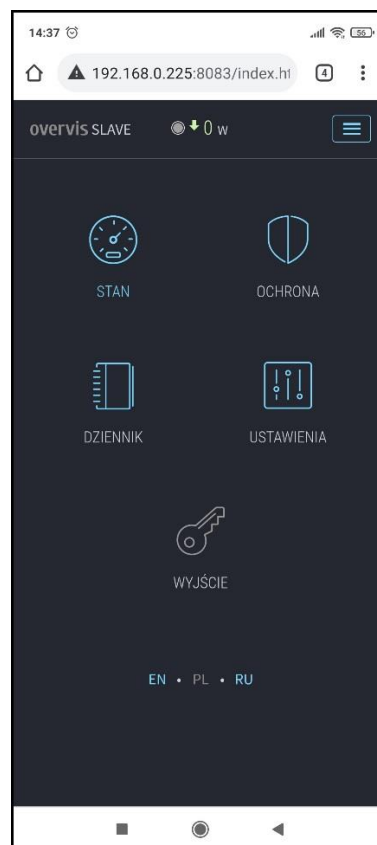 14:37
56
192.168.0.225:8083/index.ht
4
overvis SLAVE 0 W
STAN
OCHRONA
DZIENNIK
USTAWIENIA
WYJŚCIE
EN • PL • RU